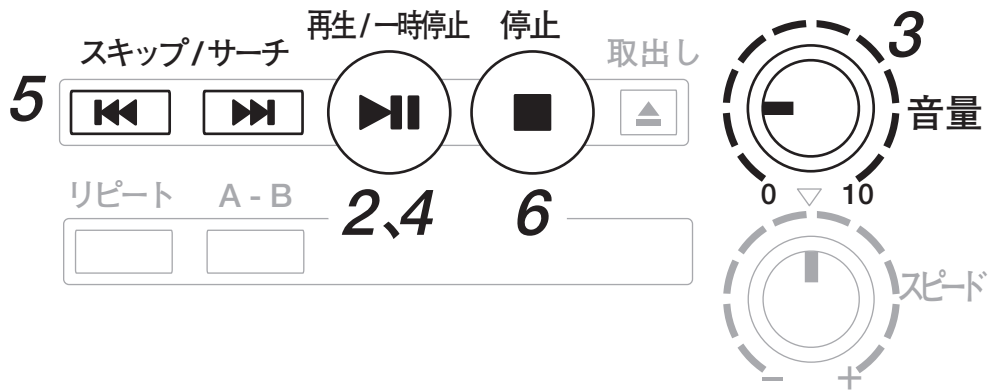 再生/一時停止 停止 3
スキップ/サーチ 取出し
5 音量
リピート A - B 2、4 6 0 10
スピード
− +